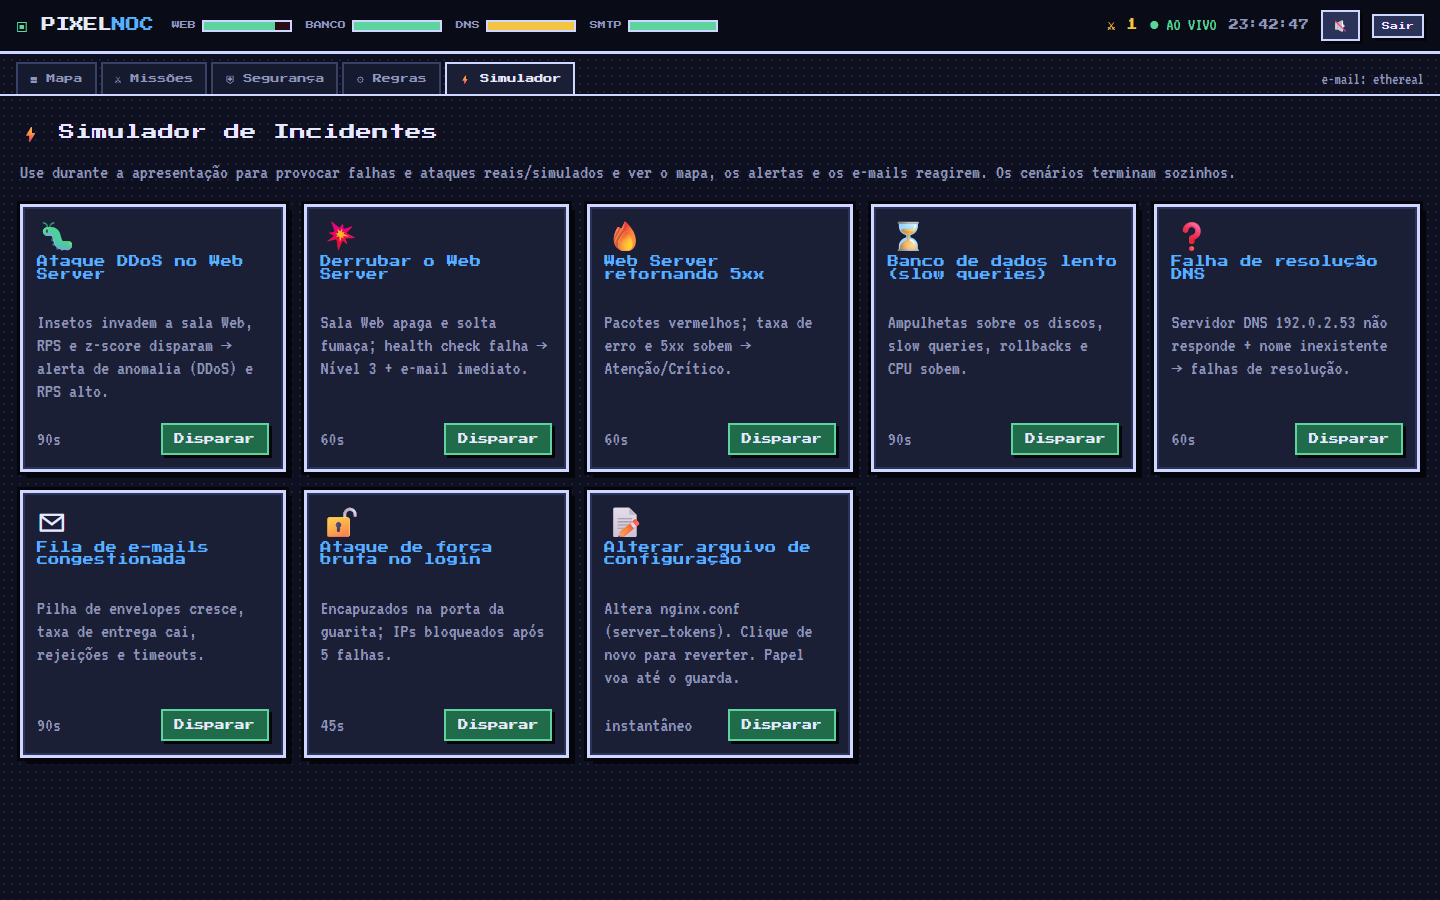 PIXELNOC WEB BANCO DNS SMTP 1 AO VIVO 23:42:47 Sair
Mapa Missões Segurança Regras Simulador e-mail: ethereal
Simulador de Incidentes
Use durante a apresentação para provocar falhas e ataques reais/simulados e ver o mapa, os alertas e os e-mails reagirem. Os cenários terminam sozinhos.
Ataque DDoS no Web
Server
Insetos invadem a sala Web,
RPS e z-score disparam →
alerta de anomalia (DDoS) e
RPS alto.
90s Disparar
Derrubar o Web
Server
Sala Web apaga e solta
fumaça; health check falha →
Nível 3 + e-mail imediato.
60s Disparar
Web Server
retornando 5xx
Pacotes vermelhos; taxa de
erro e 5xx sobem →
Atenção/Crítico.
60s Disparar
Banco de dados lento
(slow queries)
Ampulhetas sobre os discos,
slow queries, rollbacks e
CPU sobem.
90s Disparar
Falha de resolução
DNS
Servidor DNS 192.0.2.53 não
responde + nome inexistente
→ falhas de resolução.
60s Disparar
Fila de e-mails
congestionada
Pilha de envelopes cresce,
taxa de entrega cai,
rejeições e timeouts.
90s Disparar
Ataque de força
bruta no login
Encapuzados na porta da
guarita; IPs bloqueados após
5 falhas.
45s Disparar
Alterar arquivo de
configuração
Altera nginx.conf
(server_tokens). Clique de
novo para reverter. Papel
voa até o guarda.
instantâneo Disparar